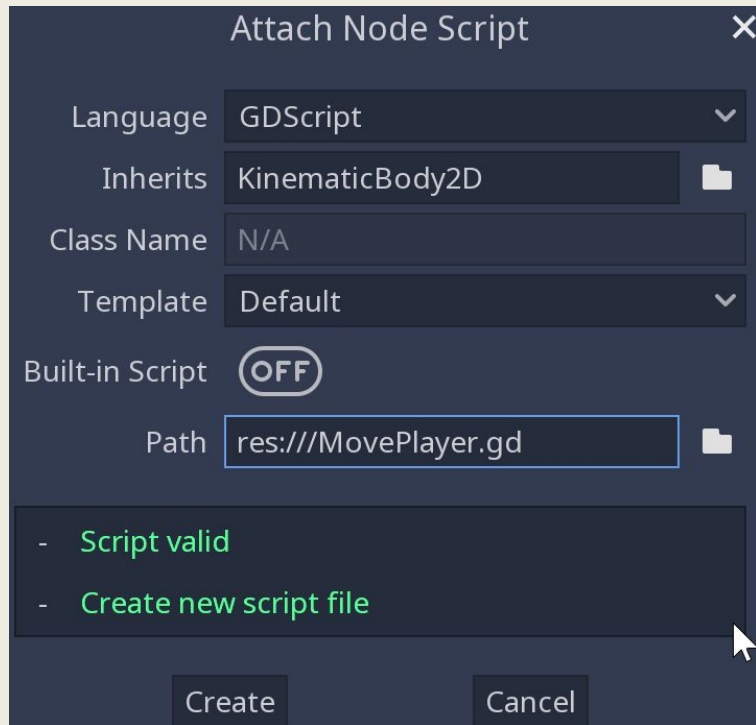 Attach Node Script
Language GDScript
Inherits KinematicBody2D
Class Name N/A
Template Default
Built-in Script OFF
Path res:///MovePlayer.gd
- Script valid
- Create new script file
Create Cancel